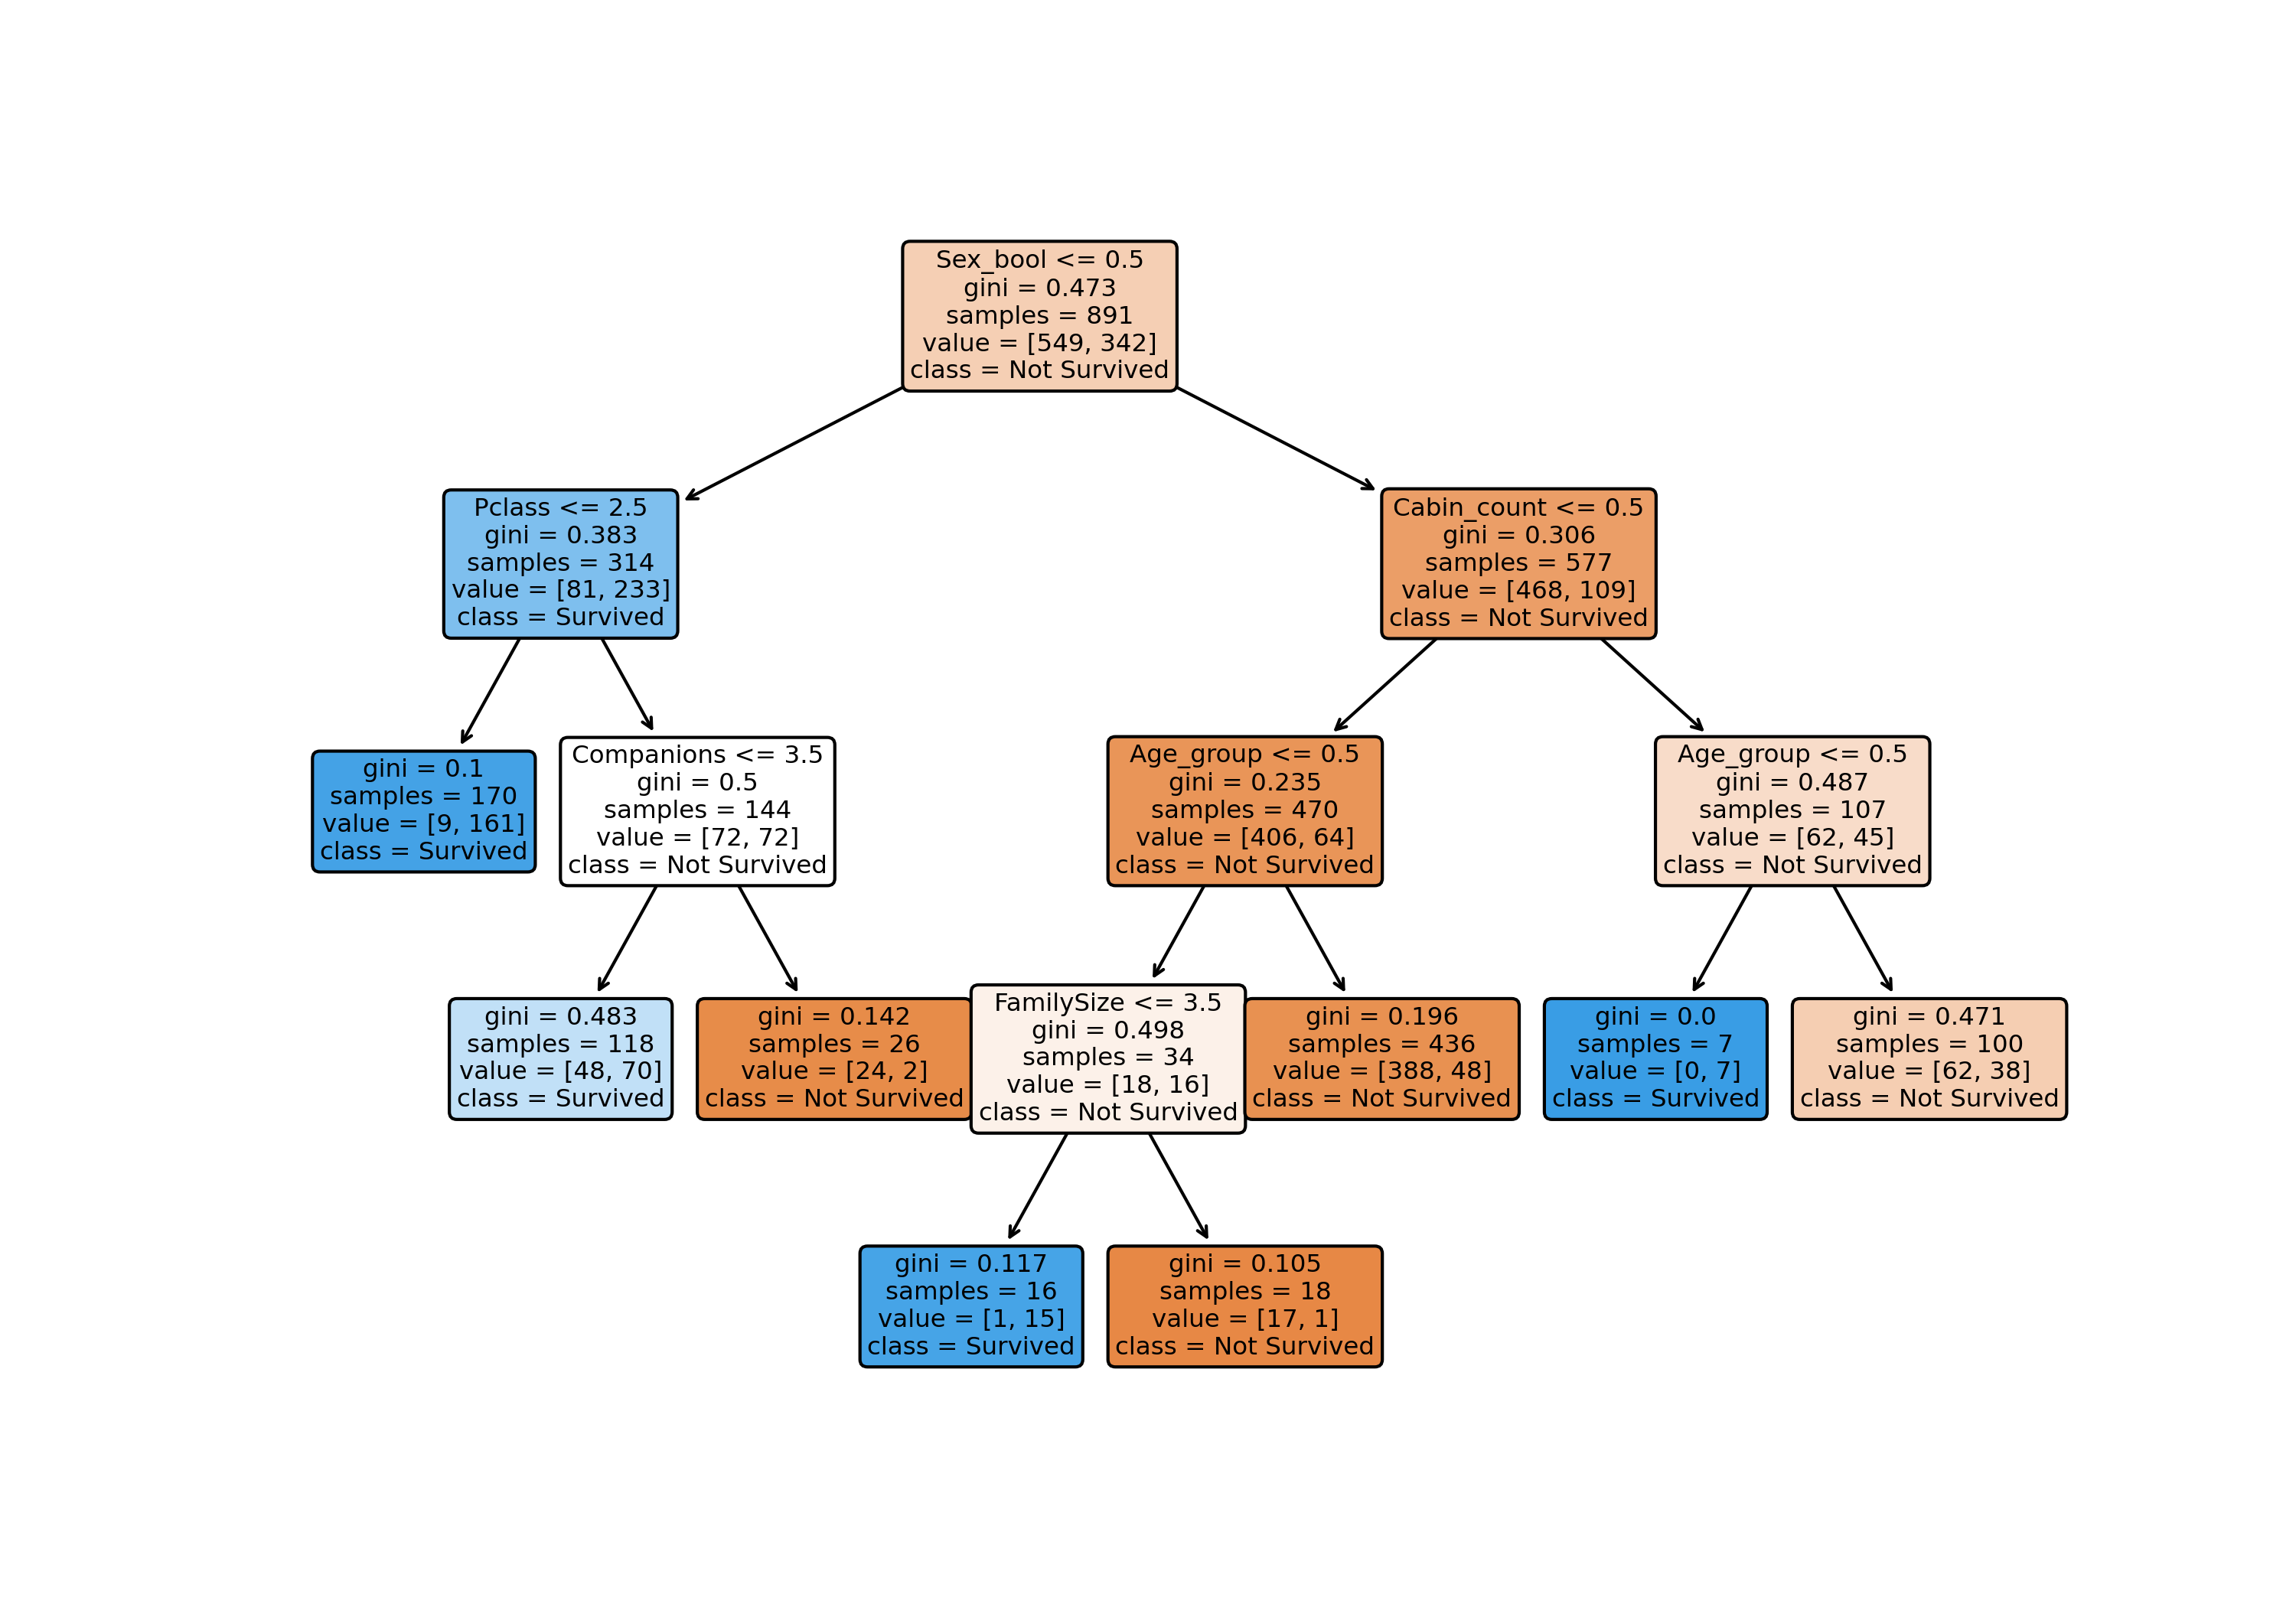 Sex_bool <= 0.5
gini = 0.473
samples = 891
value = [549, 342]
class = Not Survived
Pclass <= 2.5
gini = 0.383
samples = 314
value = [81, 233]
class = Survived
Cabin_count <= 0.5
gini = 0.306
samples = 577
value = [468, 109]
class = Not Survived
gini = 0.1
samples = 170
value = [9, 161]
class = Survived
Companions <= 3.5
gini = 0.5
samples = 144
value = [72, 72]
class = Not Survived
Age_group <= 0.5
gini = 0.235
samples = 470
value = [406, 64]
class = Not Survived
Age_group <= 0.5
gini = 0.487
samples = 107
value = [62, 45]
class = Not Survived
gini = 0.483
samples = 118
value = [48, 70]
class = Survived
gini = 0.142
samples = 26
value = [24, 2]
class = Not Survived
FamilySize <= 3.5
gini = 0.498
samples = 34
value = [18, 16]
class = Not Survived
gini = 0.196
samples = 436
value = [388, 48]
class = Not Survived
gini = 0.0
samples = 7
value = [0, 7]
class = Survived
gini = 0.471
samples = 100
value = [62, 38]
class = Not Survived
gini = 0.117
samples = 16
value = [1, 15]
class = Survived
gini = 0.105
samples = 18
value = [17, 1]
class = Not Survived